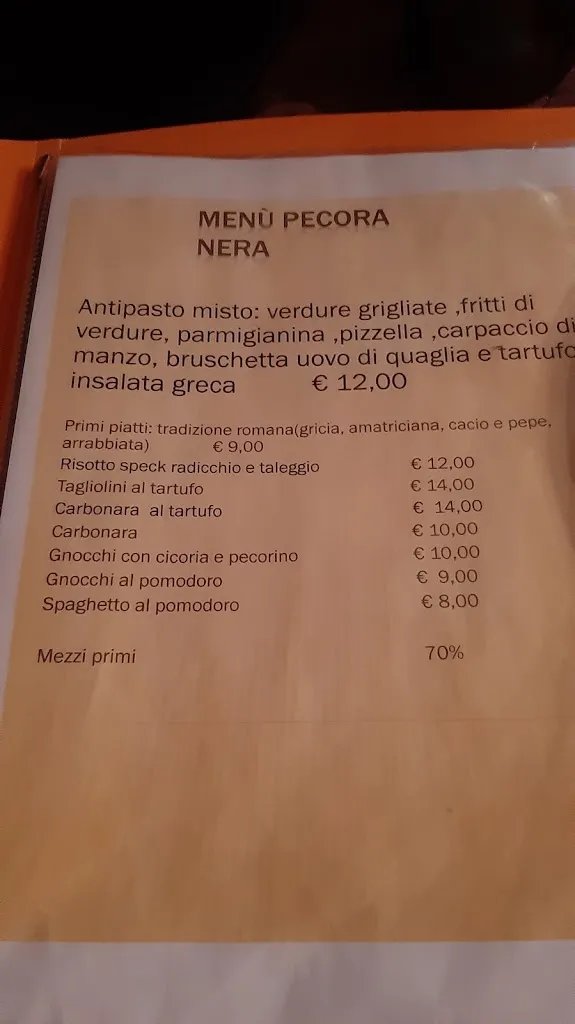 MENÙ PECORA
NERA
Antipasto misto: verdure grigliate ,fritti di
verdure, parmigianina ,pizzella ,carpaccio di
manzo, bruschetta uovo di quaglia e tartufo
insalata greca € 12,00
Primi piatti: tradizione romana(gricia, amatriciana, cacio e pepe,
arrabbiata) € 9,00
Risotto speck radicchio e taleggio € 12,00
Tagliolini al tartufo € 14,00
Carbonara al tartufo € 14,00
Carbonara € 10,00
Gnocchi con cicoria e pecorino € 10,00
Gnocchi al pomodoro € 9,00
Spaghetto al pomodoro € 8,00
Mezzi primi 70%